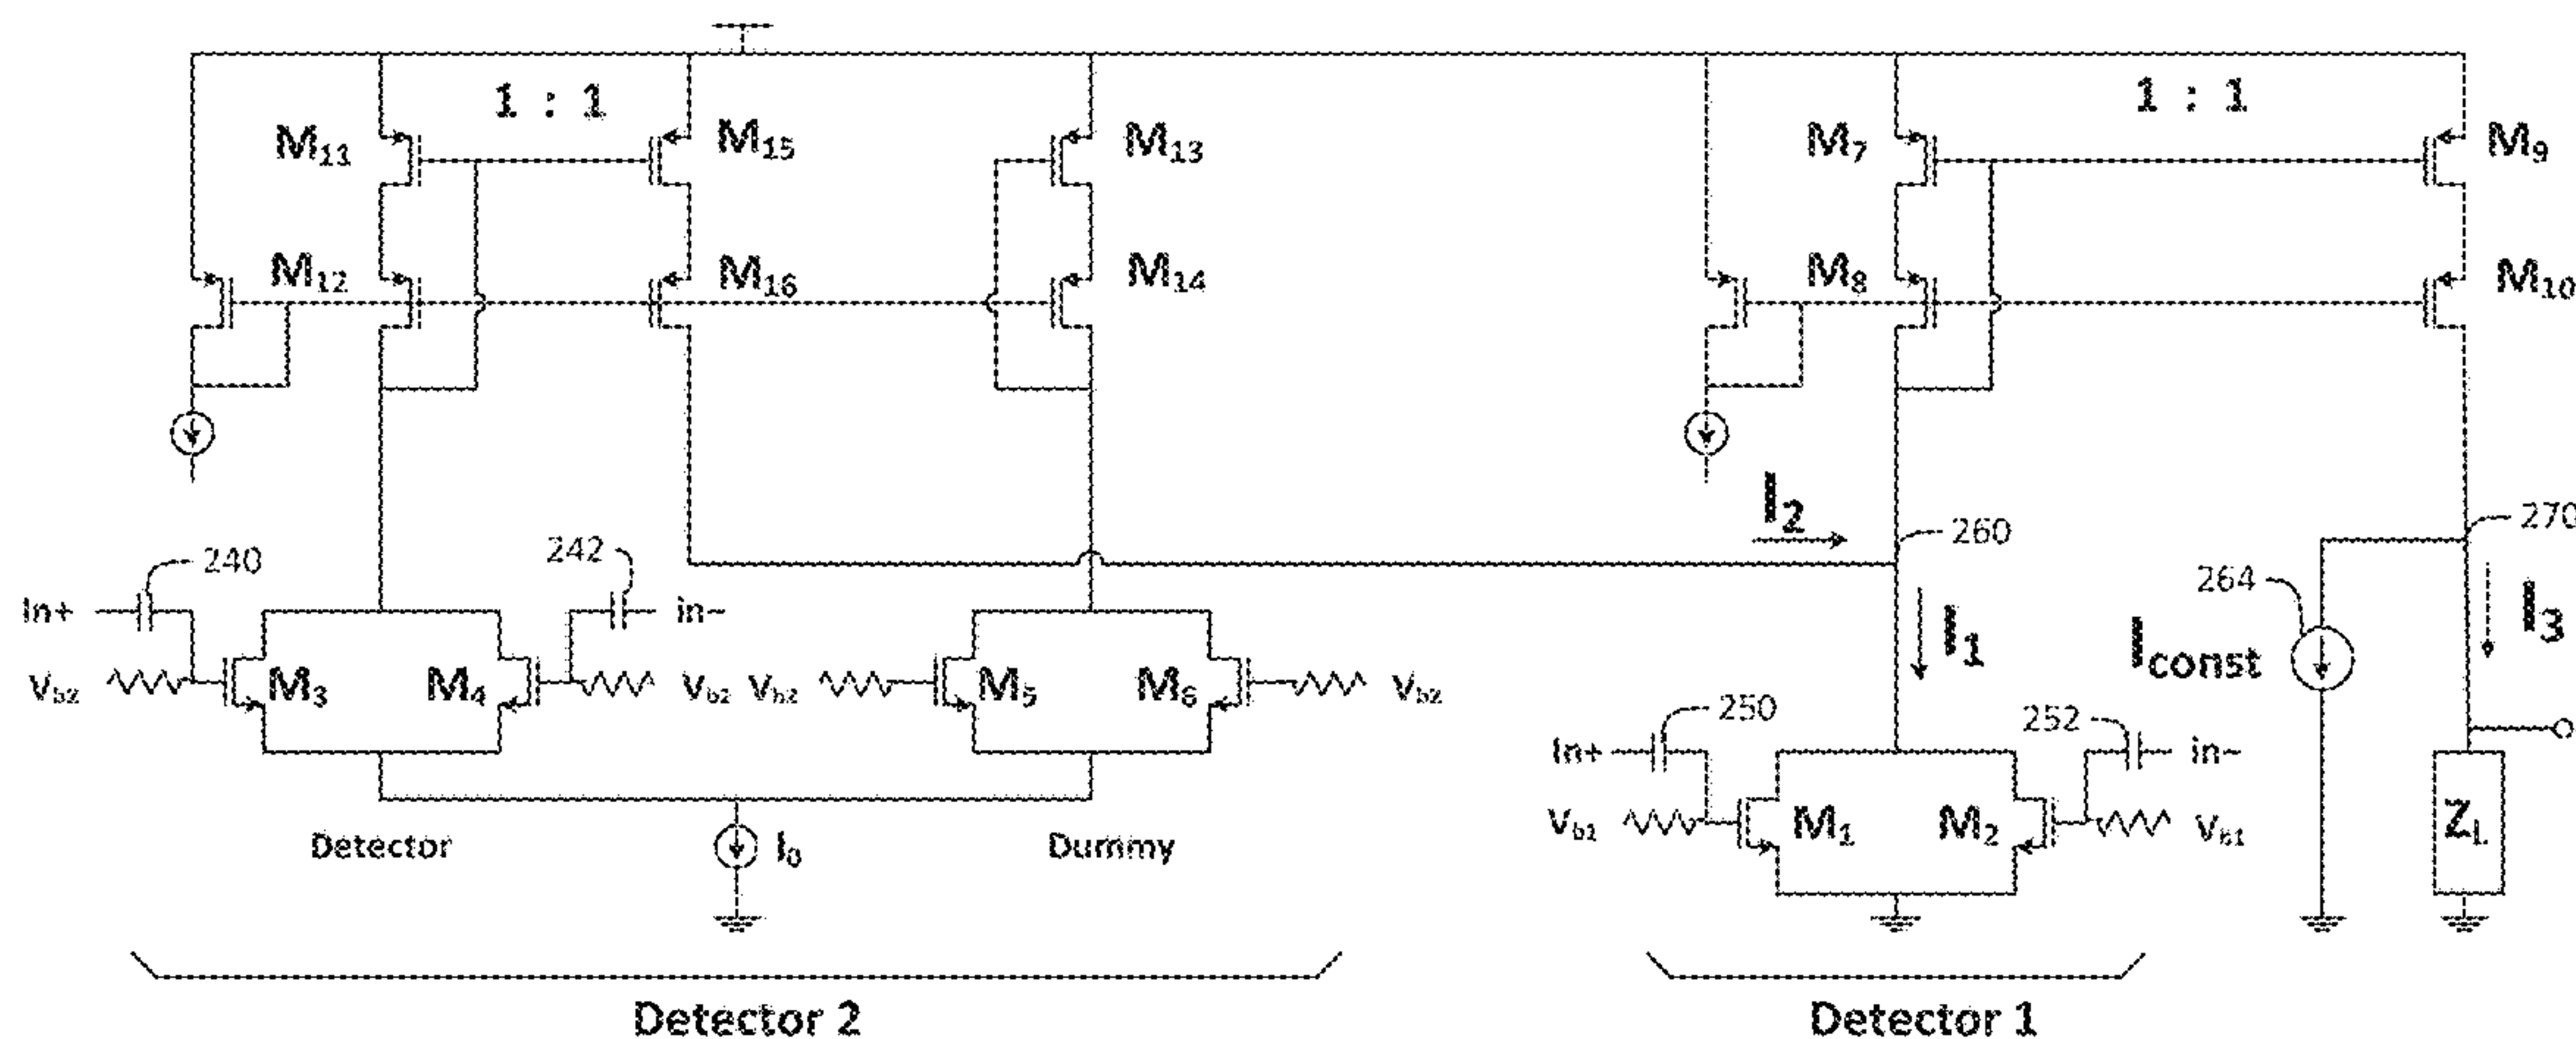 1 : 1
1 : 1
M11
M15
M13
M7
M9
M12
M16
M14
M8
M10
I2
260
270
240
242
264
In+
in−
I1
I3
Iconst
Vb2
M3
M4
Vb2
Vb2
M5
M6
Vb2
250
252
In+
in−
Vb1
M1
M2
Vb1
ZL
Detector
I0
Dummy
Detector 2
Detector 1